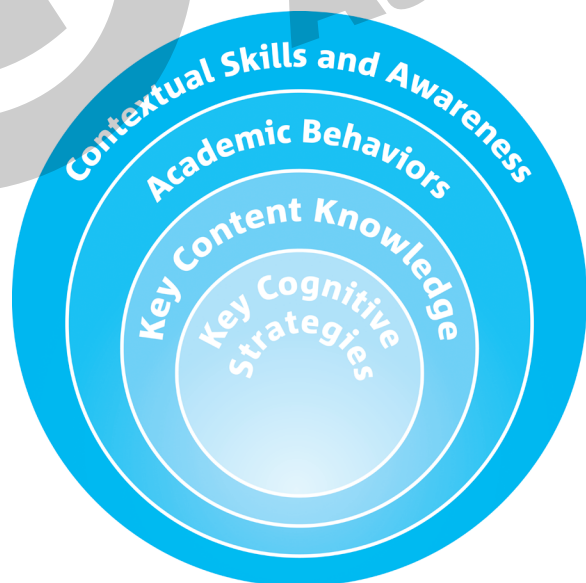 Contextual Skills and Awareness
Academic Behaviors
Key Content Knowledge
Key Cognitive
Strategies